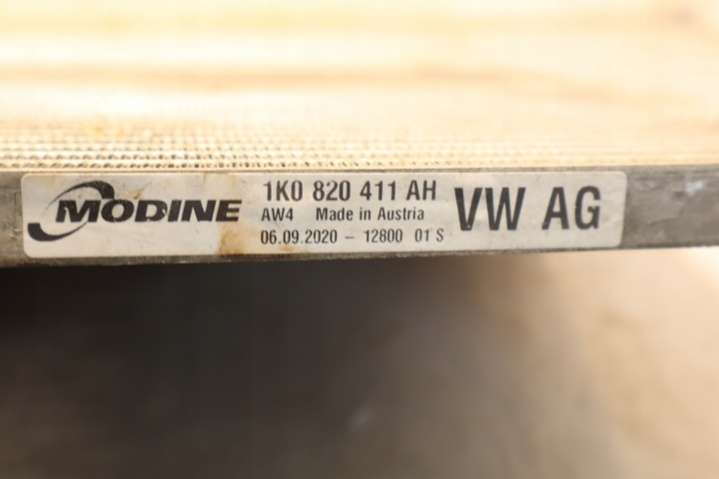 MODINE
1K0 820 411 AH
AW4 Made in Austria
06.09.2020 - 12800 01 S
VW AG